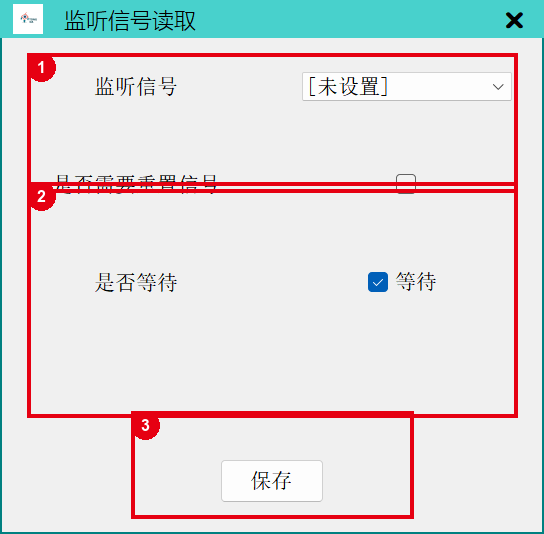 监听信号读取
1
监听信号 [未设置]
是否需要重置信号
2
是否等待 等待
3
保存